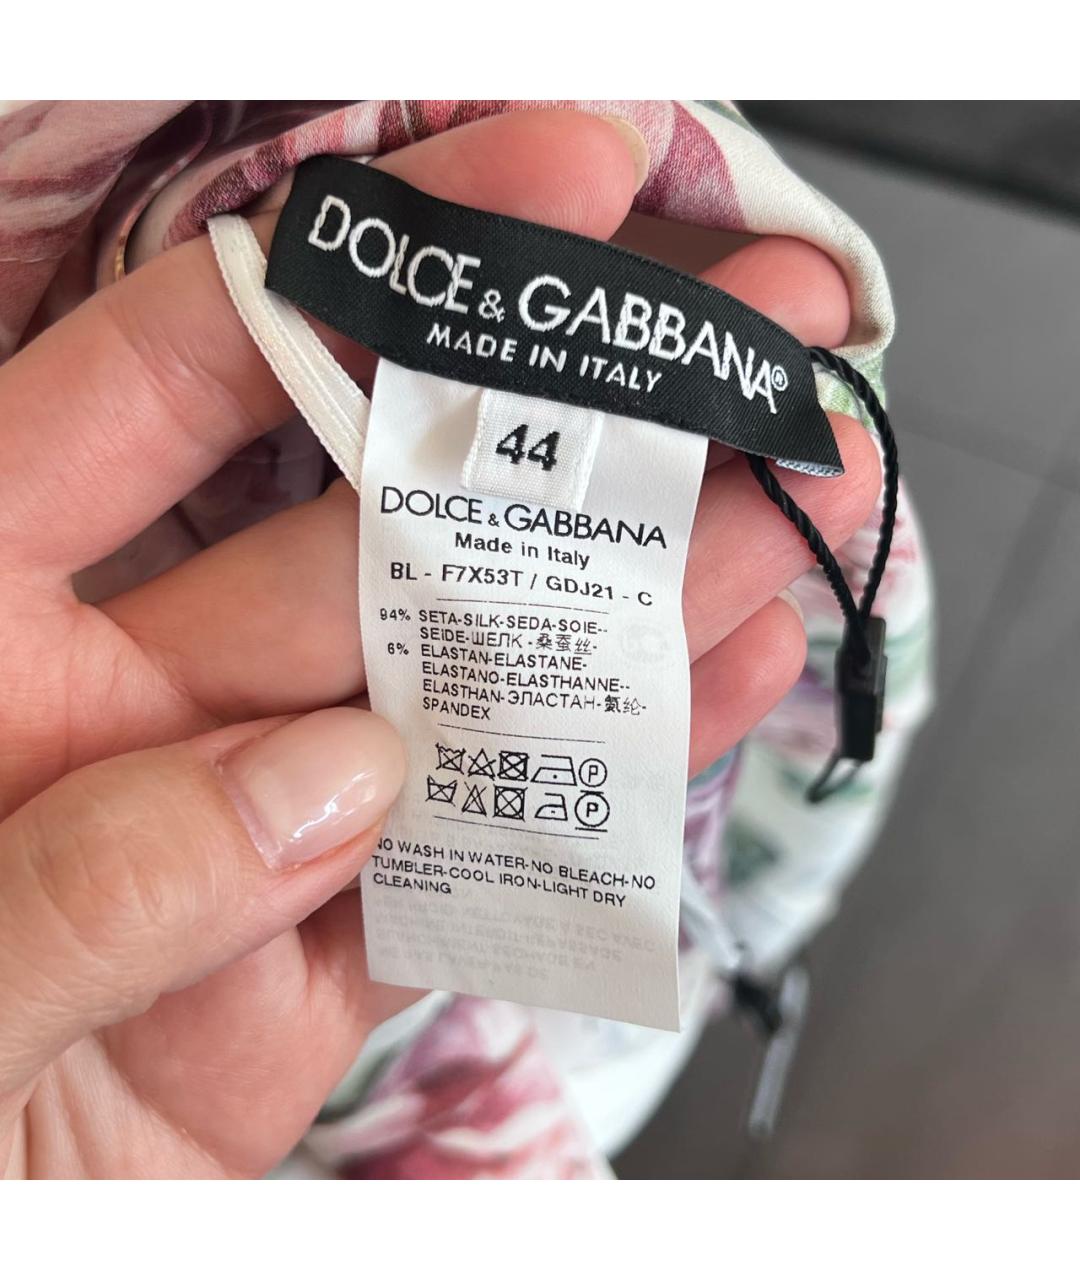 DOLCE & GABBANA®
MADE IN ITALY
44
DOLCE & GABBANA
Made in Italy
BL - F7X53T / GDJ21 - C
94% SETA-SILK-SEDA-SOIE--
SEIDE-ШЕЛК -桑蚕丝-
6% ELASTAN-ELASTANE-
ELASTANO-ELASTHANNE--
ELASTHAN-ЭЛАСТАН-氨纶-
SPANDEX
P
P
NO WASH IN WATER-NO BLEACH-NO
TUMBLER-COOL IRON-LIGHT DRY
CLEANING